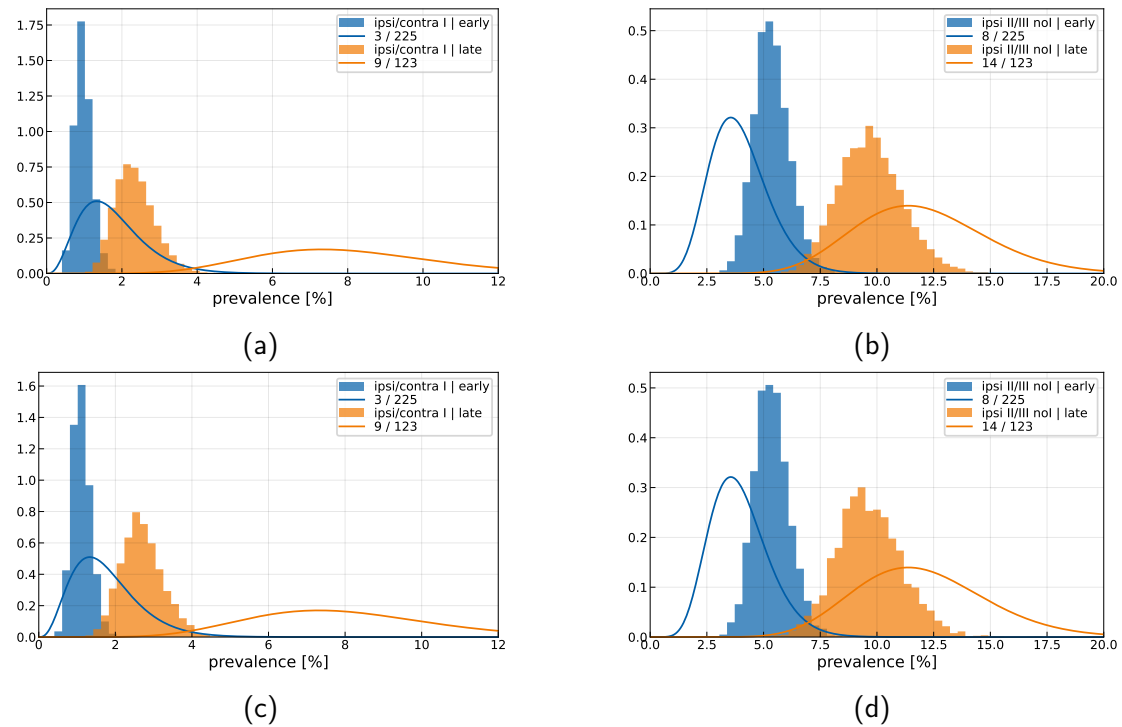 1.75
1.50
1.25
1.00
0.75
0.50
0.25
0.00
0 2 4 6 8 10 12
prevalence [%]
ipsi/contra I | early
3 / 225
ipsi/contra I | late
9 / 123
(a)
0.5
0.4
0.3
0.2
0.1
0.0
0.0 2.5 5.0 7.5 10.0 12.5 15.0 17.5 20.0
prevalence [%]
ipsi II/III noI | early
8 / 225
ipsi II/III noI | late
14 / 123
(b)
1.6
1.4
1.2
1.0
0.8
0.6
0.4
0.2
0.0
0 2 4 6 8 10 12
prevalence [%]
ipsi/contra I | early
3 / 225
ipsi/contra I | late
9 / 123
(c)
0.5
0.4
0.3
0.2
0.1
0.0
0.0 2.5 5.0 7.5 10.0 12.5 15.0 17.5 20.0
prevalence [%]
ipsi II/III noI | early
8 / 225
ipsi II/III noI | late
14 / 123
(d)